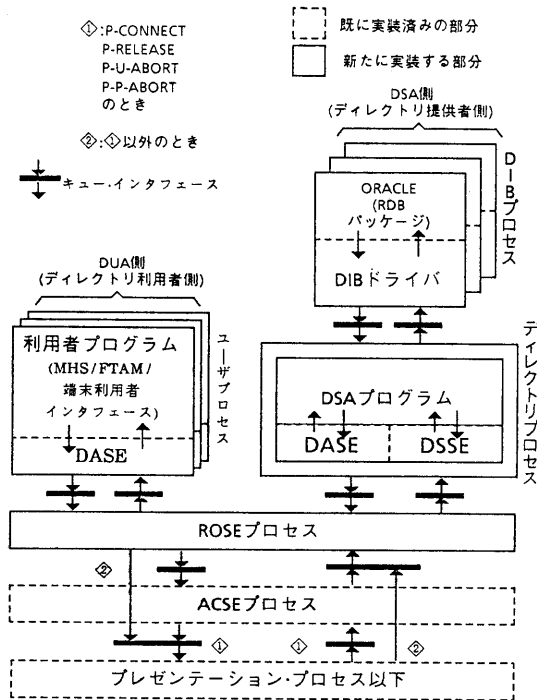 ①:P-CONNECT
P-RELEASE
P-U-ABORT
P-P-ABORT
のとき
②:①以外のとき
キュー・インタフェース
既に実装済みの部分
新たに実装する部分
DSA側
(ディレクトリ提供者側)
ORACLE
(RDB
パッケージ)
DIBドライバ
DIBプロセス
DUA側
(ディレクトリ利用者側)
利用者プログラム
(MHS/FTAM/
端末利用者
インタフェース)
DASE
ユーザプロセス
DSAプログラム
DASE
DSSE
ディレクトリプロセス
ROSEプロセス
②
ACSEプロセス
①
①
②
プレゼンテーション・プロセス以下